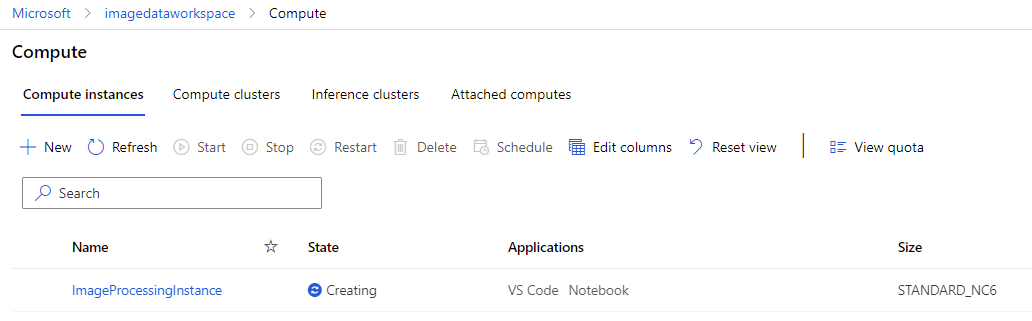 Microsoft > imagedataworkspace > Compute
Compute
Compute instances Compute clusters Inference clusters Attached computes
New Refresh Start Stop Restart Delete Schedule Edit columns Reset view View quota
Search
Name State Applications Size
ImageProcessingInstance Creating VS Code Notebook STANDARD_NC6